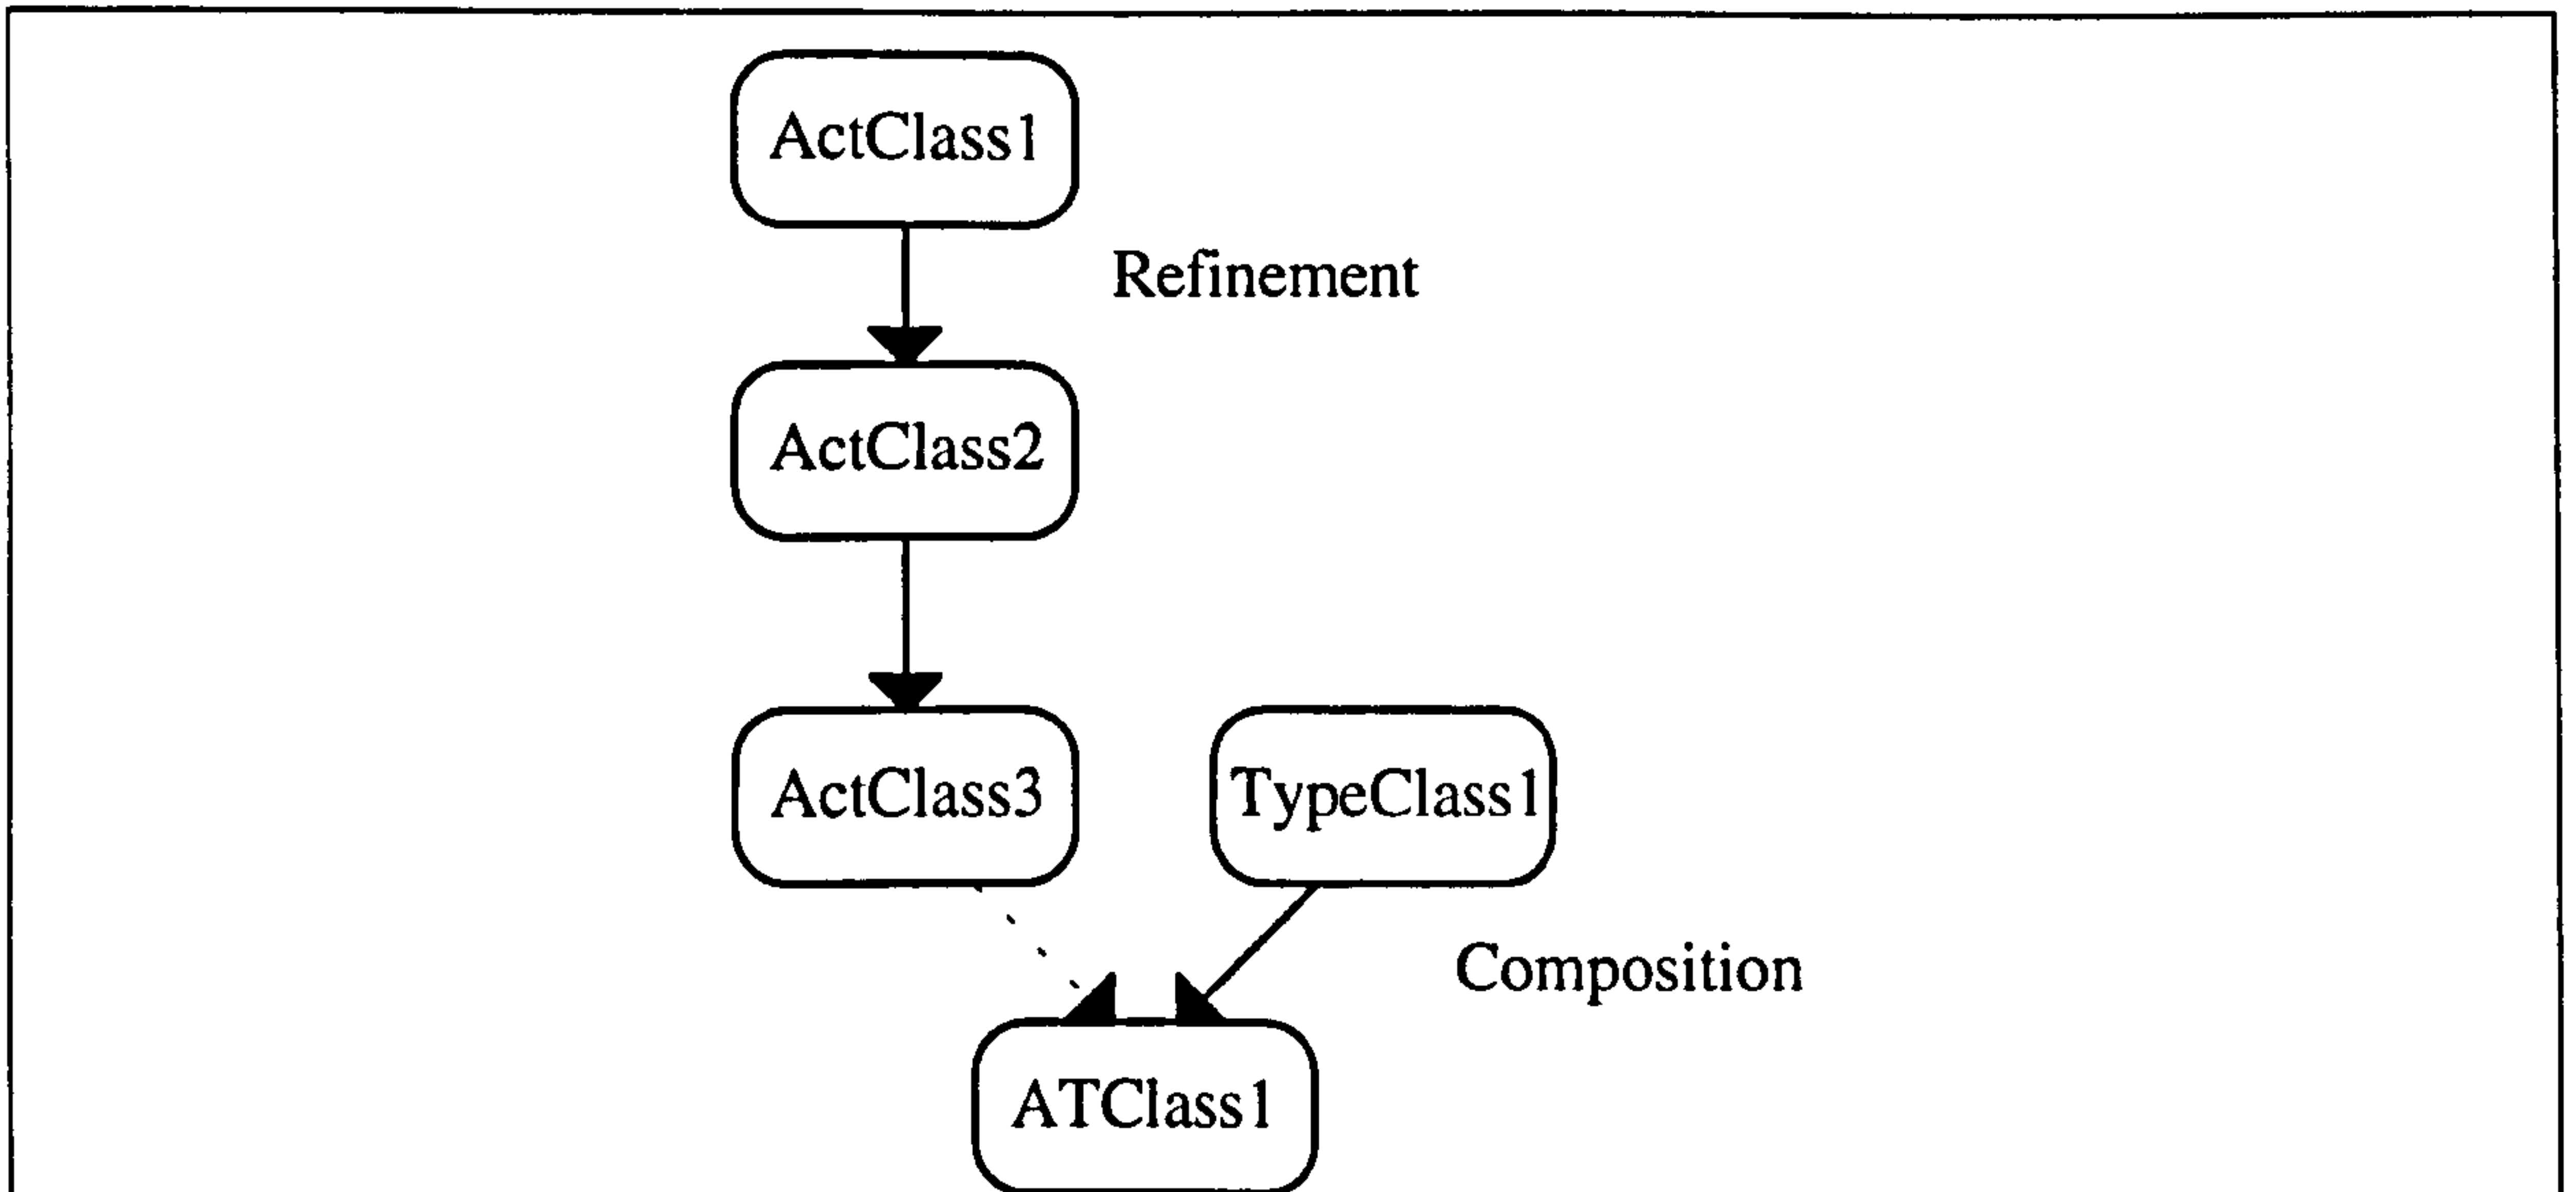 ActClass1
Refinement
ActClass2
ActClass3
TypeClass1
Composition
ATClass1